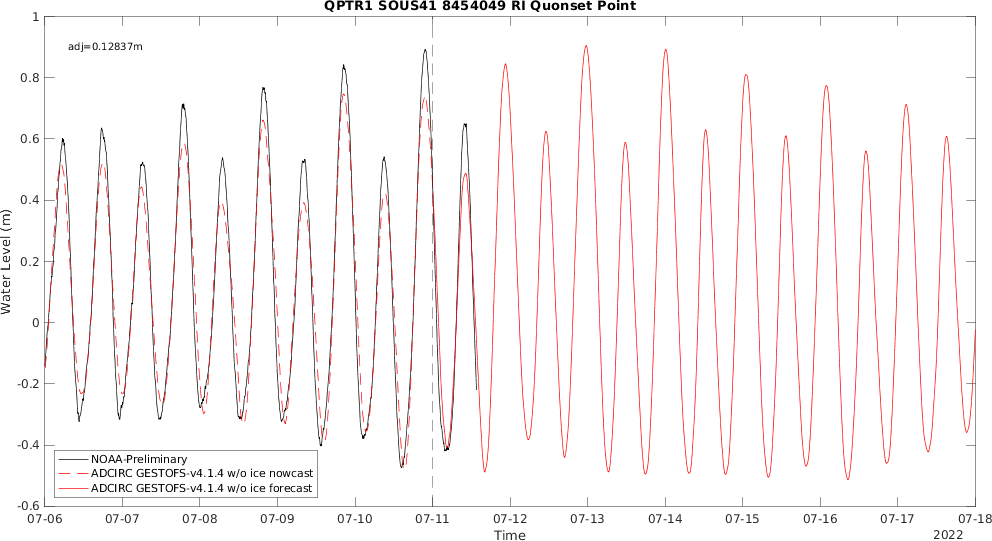 QPTR1 SOUS41 8454049 RI Quonset Point
adj=0.12837m
1
0.8
0.6
0.4
0.2
0
-0.2
-0.4
-0.6
Water Level (m)
NOAA-Preliminary
ADCIRC GESTOFS-v4.1.4 w/o ice nowcast
ADCIRC GESTOFS-v4.1.4 w/o ice forecast
07-06 07-07 07-08 07-09 07-10 07-11 07-12 07-13 07-14 07-15 07-16 07-17 07-18
Time
2022